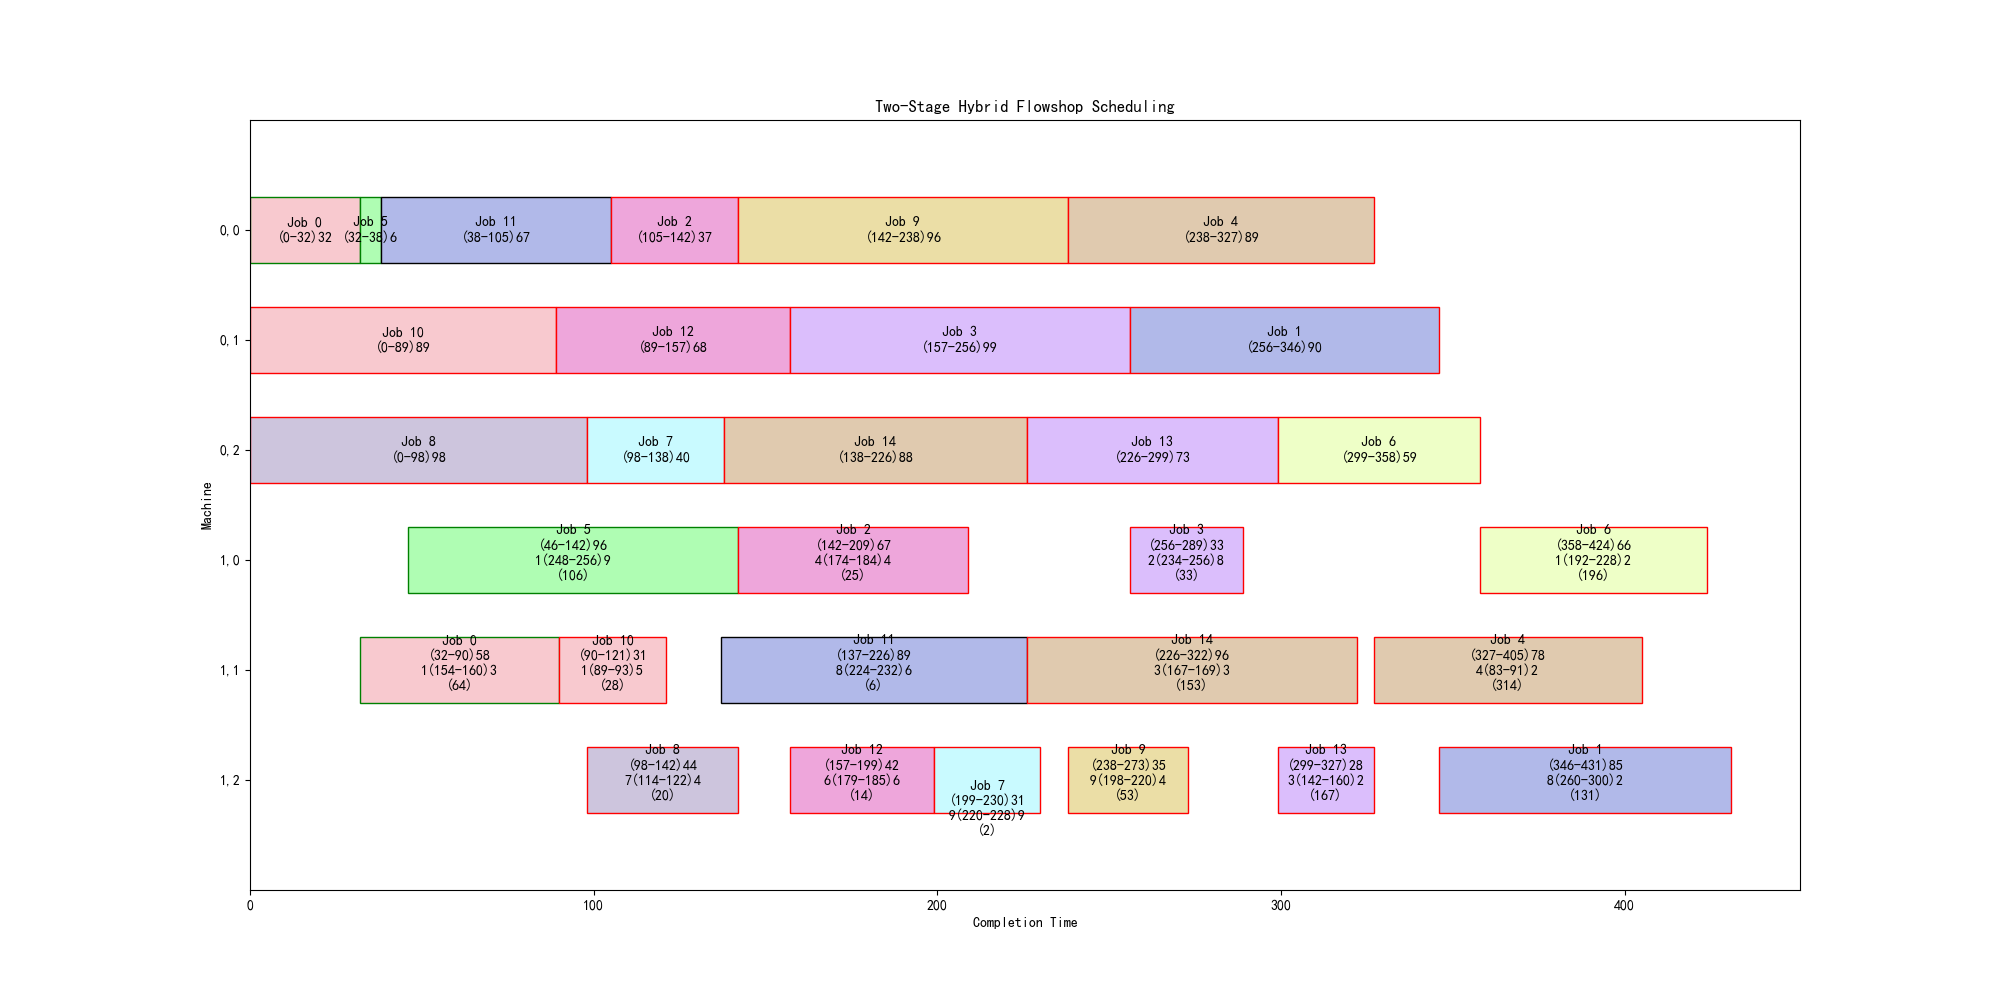 Two-Stage Hybrid Flowshop Scheduling
Machine
0,0
Job 0
(0-32)32
Job 5
(32-38)6
Job 11
(38-105)67
Job 2
(105-142)37
Job 9
(142-238)96
Job 4
(238-327)89
0,1
Job 10
(0-89)89
Job 12
(89-157)68
Job 3
(157-256)99
Job 1
(256-346)90
0,2
Job 8
(0-98)98
Job 7
(98-138)40
Job 14
(138-226)88
Job 13
(226-299)73
Job 6
(299-358)59
1,0
Job 5
(46-142)96
1(248-256)9
(106)
Job 2
(142-209)67
4(174-184)4
(25)
Job 3
(256-289)33
2(234-256)8
(33)
Job 6
(358-424)66
1(192-228)2
(196)
1,1
Job 0
(32-90)58
1(154-160)3
(64)
Job 10
(90-121)31
1(89-93)5
(28)
Job 11
(137-226)89
8(224-232)6
(6)
Job 14
(226-322)96
3(167-169)3
(153)
Job 4
(327-405)78
4(83-91)2
(314)
1,2
Job 8
(98-142)44
7(114-122)4
(20)
Job 12
(157-199)42
6(179-185)6
(14)
Job 7
(199-230)31
9(220-228)9
(2)
Job 9
(238-273)35
9(198-220)4
(53)
Job 13
(299-327)28
3(142-160)2
(167)
Job 1
(346-431)85
8(260-300)2
(131)
0
100
200
300
400
Completion Time